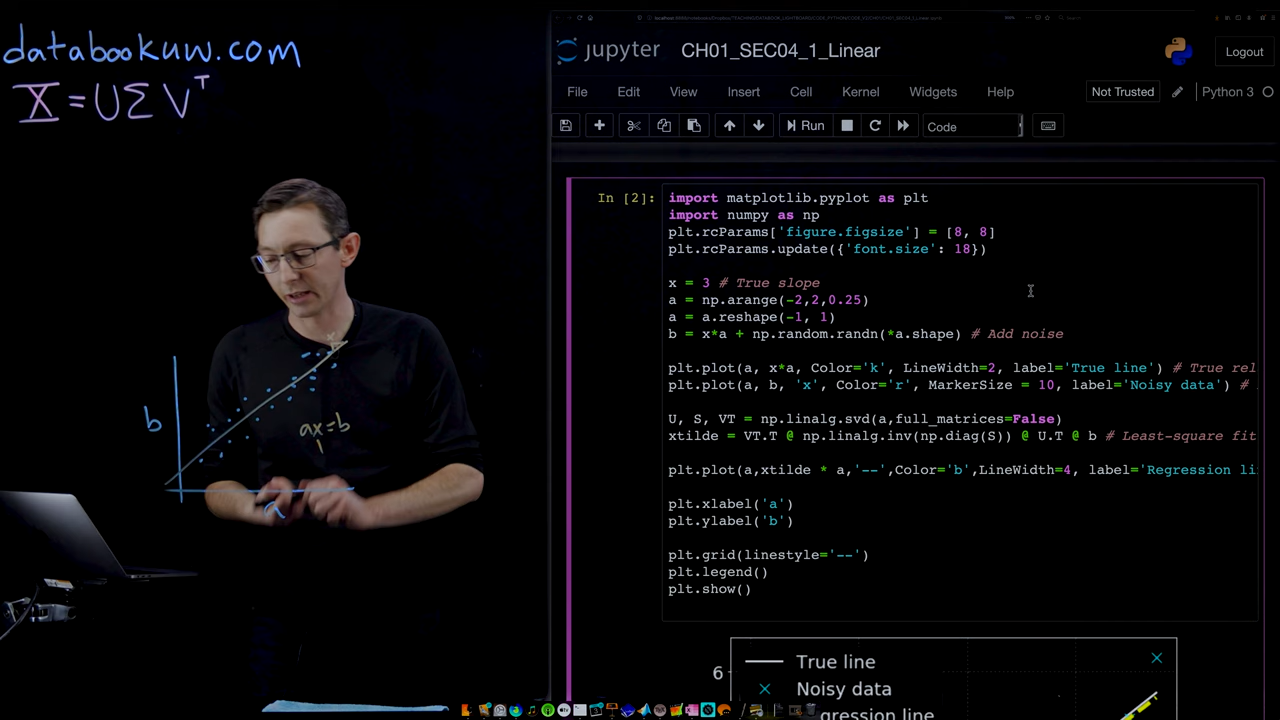 databookuw.com
X = UΣV^T
b
ax=b
a
jupyter CH01_SEC04_1_Linear
Logout
File Edit View Insert Cell Kernel Widgets Help
Not Trusted
Python 3
Run
Code
In [2]:
import matplotlib.pyplot as plt
import numpy as np
plt.rcParams['figure.figsize'] = [8, 8]
plt.rcParams.update({'font.size': 18})
x = 3 # True slope
a = np.arange(-2,2,0.25)
a = a.reshape(-1, 1)
b = x*a + np.random.randn(*a.shape) # Add noise
plt.plot(a, x*a, Color='k', LineWidth=2, label='True line') # True rel
plt.plot(a, b, 'x', Color='r', MarkerSize = 10, label='Noisy data') #
U, S, VT = np.linalg.svd(a,full_matrices=False)
xtilde = VT.T @ np.linalg.inv(np.diag(S)) @ U.T @ b # Least-square fit
plt.plot(a,xtilde * a,'--',Color='b',LineWidth=4, label='Regression li
plt.xlabel('a')
plt.ylabel('b')
plt.grid(linestyle='--')
plt.legend()
plt.show()
6
True line
Noisy data
gression line